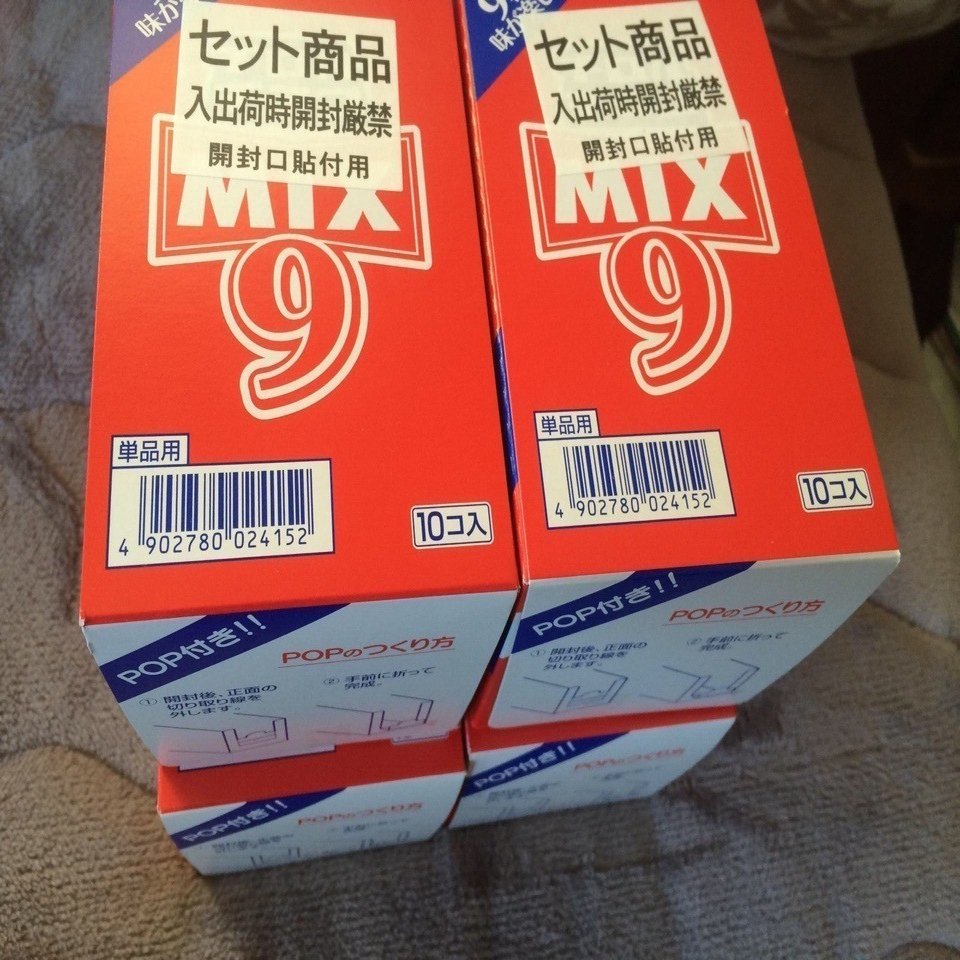 味が
セット商品
入出荷時開封厳禁
開封口貼付用
MIX
9
単品用
4 902780 024152
10コ入
POP付き!!
POPのつくり方
① 開封後、正面の
切り取り線を
外します。
② 手前に折って
完成。
9
味が楽し
セット商品
入出荷時開封厳禁
開封口貼付用
MIX
9
単品用
4 902780 024152
10コ入
POP付き!!
POPのつくり方
① 開封後、正面の
切り取り線を
外します。
② 手前に折って
完成。
POP付き!!
POPのつくり方
POP付き!!
POPのつくり方